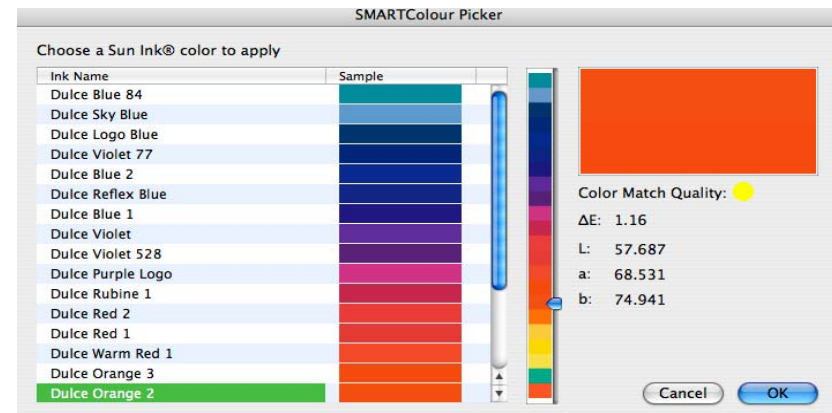 SMARTColour Picker
Choose a Sun Ink® color to apply
Ink Name Sample
Dulce Blue 84
Dulce Sky Blue
Dulce Logo Blue
Dulce Violet 77
Dulce Blue 2
Dulce Reflex Blue
Dulce Blue 1
Dulce Violet
Dulce Violet 528
Dulce Purple Logo
Dulce Rubine 1
Dulce Red 2
Dulce Red 1
Dulce Warm Red 1
Dulce Orange 3
Dulce Orange 2
Color Match Quality:
ΔE: 1.16
L: 57.687
a: 68.531
b: 74.941
Cancel OK